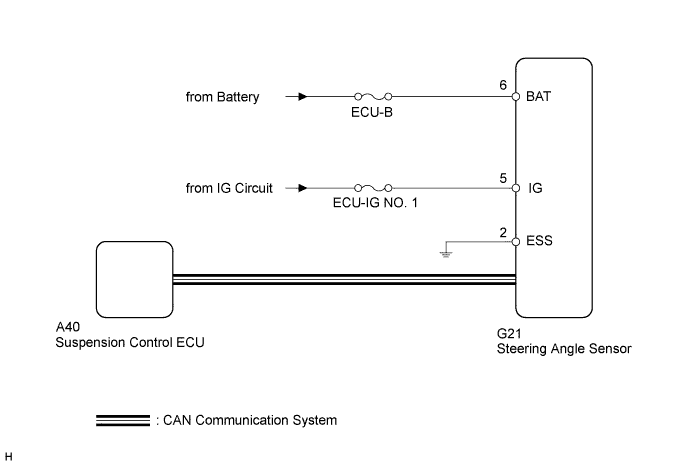 from Battery
ECU-B
6
BAT
from IG Circuit
ECU-IG NO. 1
5
IG
2
ESS
A40
Suspension Control ECU
G21
Steering Angle Sensor
: CAN Communication System
H